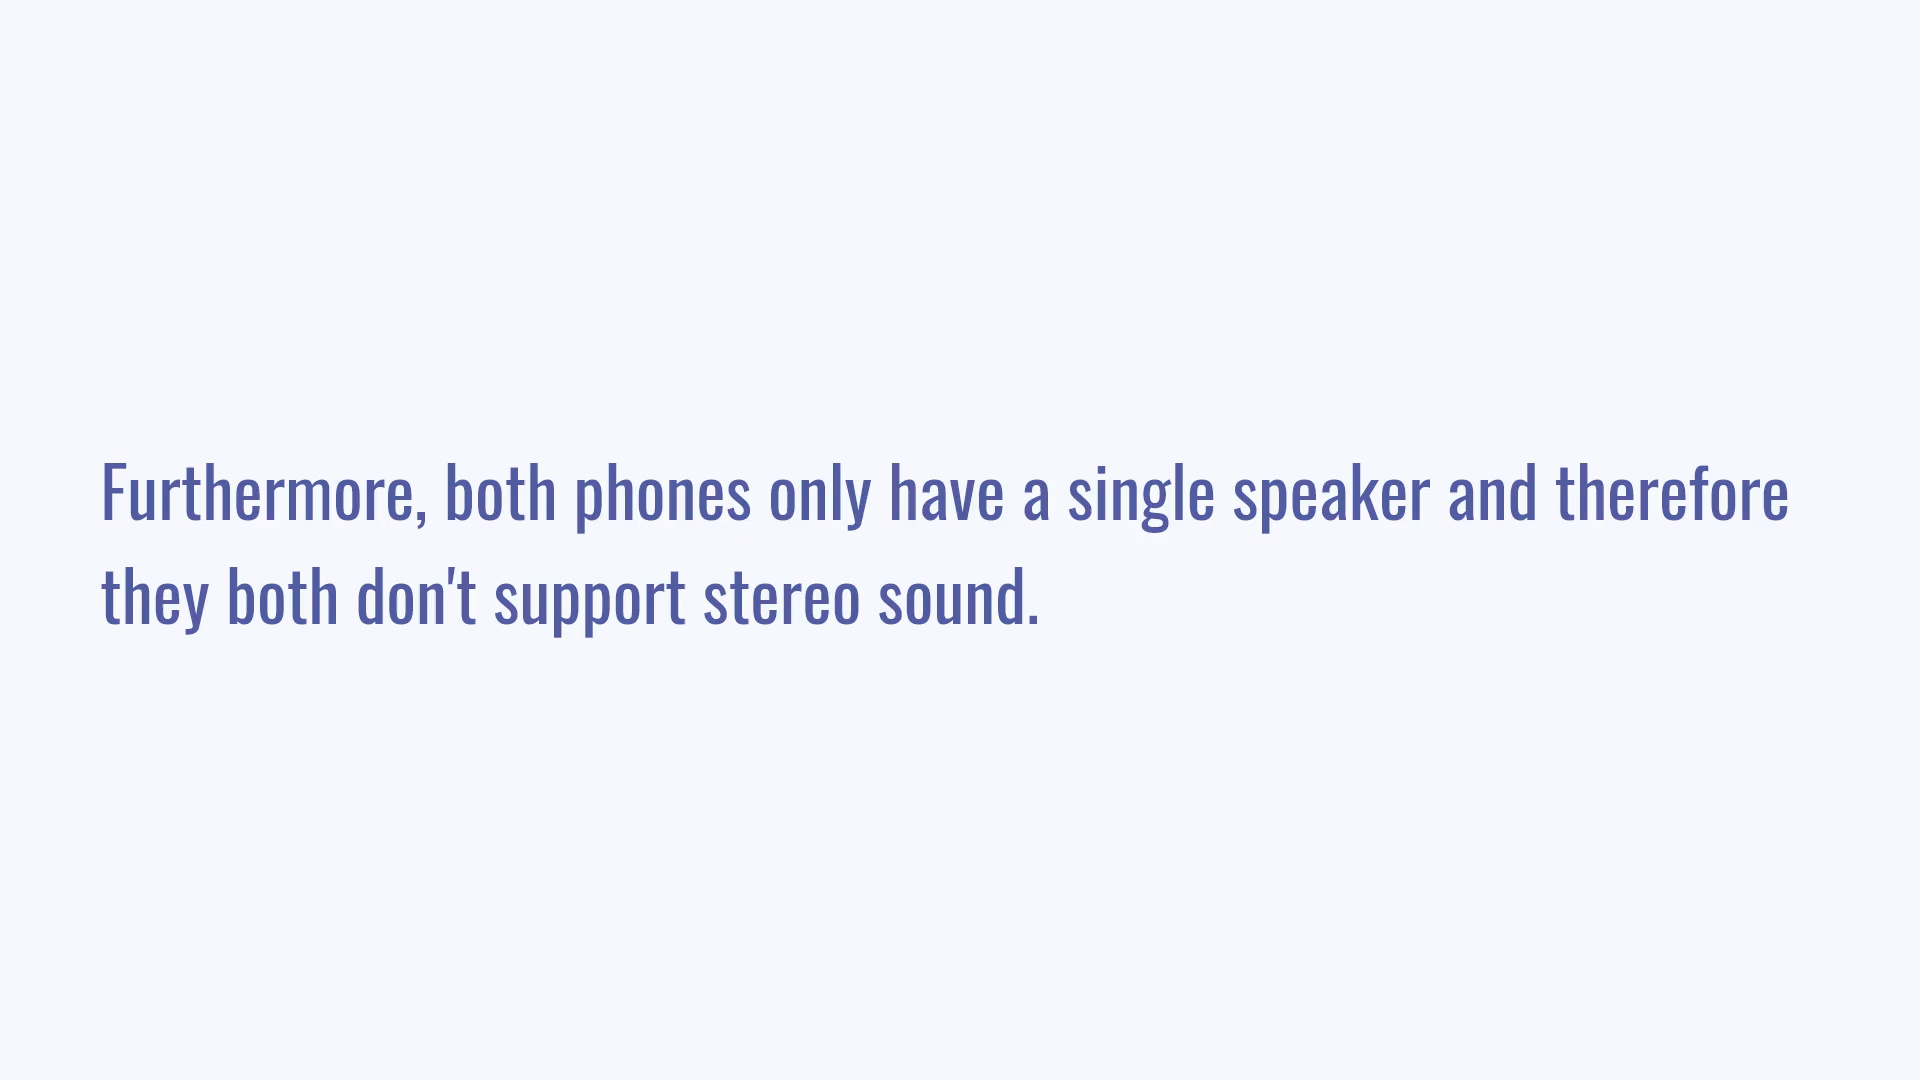 Furthermore, both phones only have a single speaker and therefore
they both don't support stereo sound.